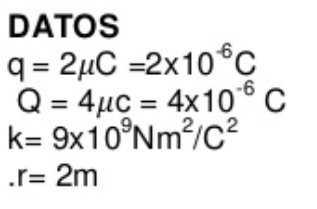 DATOS
q = 2μC =2x10⁻⁶C
Q = 4μc = 4x10⁻⁶ C
k= 9x10⁹Nm²/C²
.r= 2m